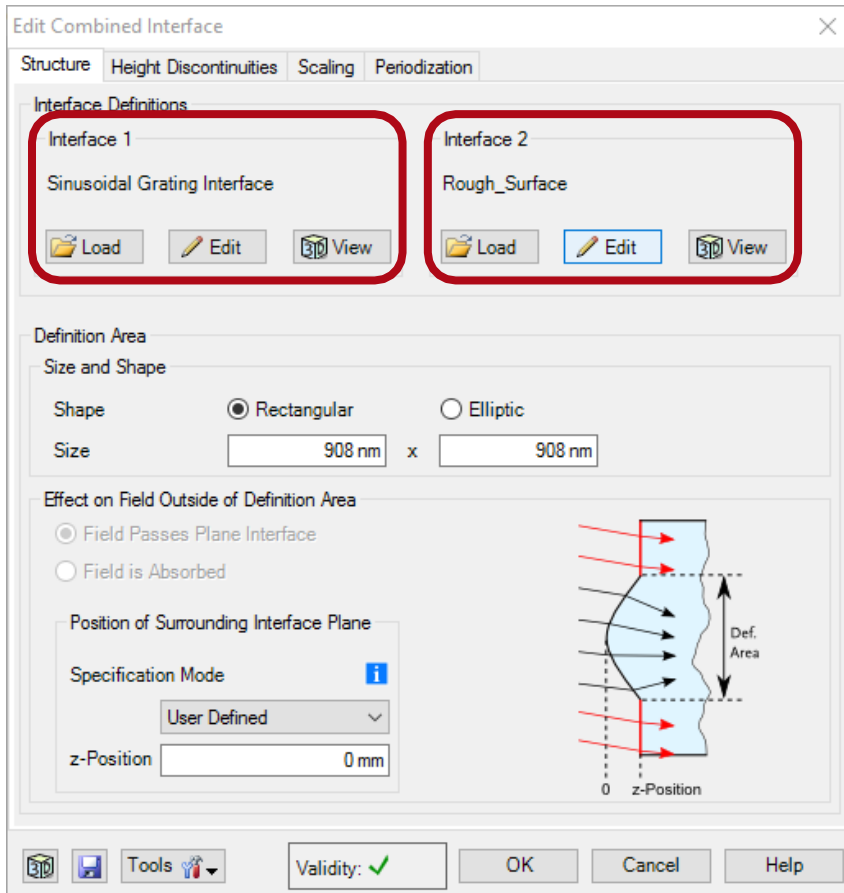 Edit Combined Interface
Structure Height Discontinuities Scaling Periodization
Interface Definitions
Interface 1
Sinusoidal Grating Interface
Load Edit 3D View
Interface 2
Rough_Surface
Load Edit 3D View
Definition Area
Size and Shape
Shape Rectangular Elliptic
Size 908 nm x 908 nm
Effect on Field Outside of Definition Area
Field Passes Plane Interface
Field is Absorbed
Position of Surrounding Interface Plane
Specification Mode i
User Defined
z-Position 0 mm
Def.
Area
0 z-Position
3D Tools Validity: OK Cancel Help